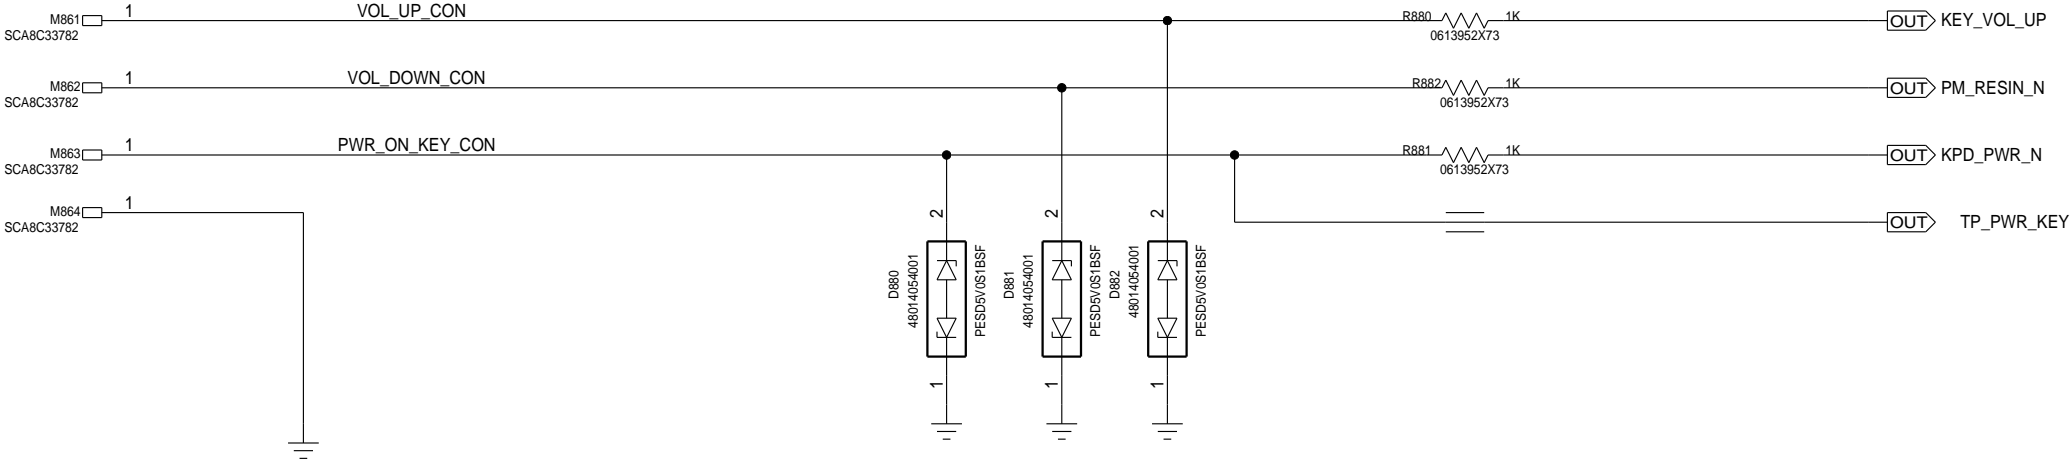 M861 1 VOL_UP_CON R880 1K OUT KEY_VOL_UP
SCA8C33782 0613952X73
M862 1 VOL_DOWN_CON R882 1K OUT PM_RESIN_N
SCA8C33782 0613952X73
M863 1 PWR_ON_KEY_CON R881 1K OUT KPD_PWR_N
SCA8C33782 0613952X73
M864 1
SCA8C33782
OUT TP_PWR_KEY
2 2 2
D880
48014054001
PESD5V0S1BSF
D881
48014054001
PESD5V0S1BSF
D882
48014054001
PESD5V0S1BSF
1 1 1